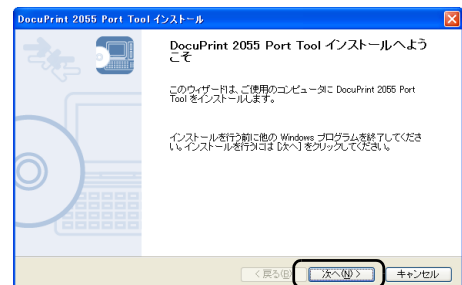 DocuPrint 2055 Port Tool インストール
DocuPrint 2055 Port Tool インストールへよう
こそ
このウィザードは、ご使用のコンピュータに DocuPrint 2055 Port
Tool をインストールします。
インストールを行う前に他の Windows プログラムを終了してくださ
い。インストールを行うには [次へ] をクリックしてください。
< 戻る(B)
次へ(N) >
キャンセル